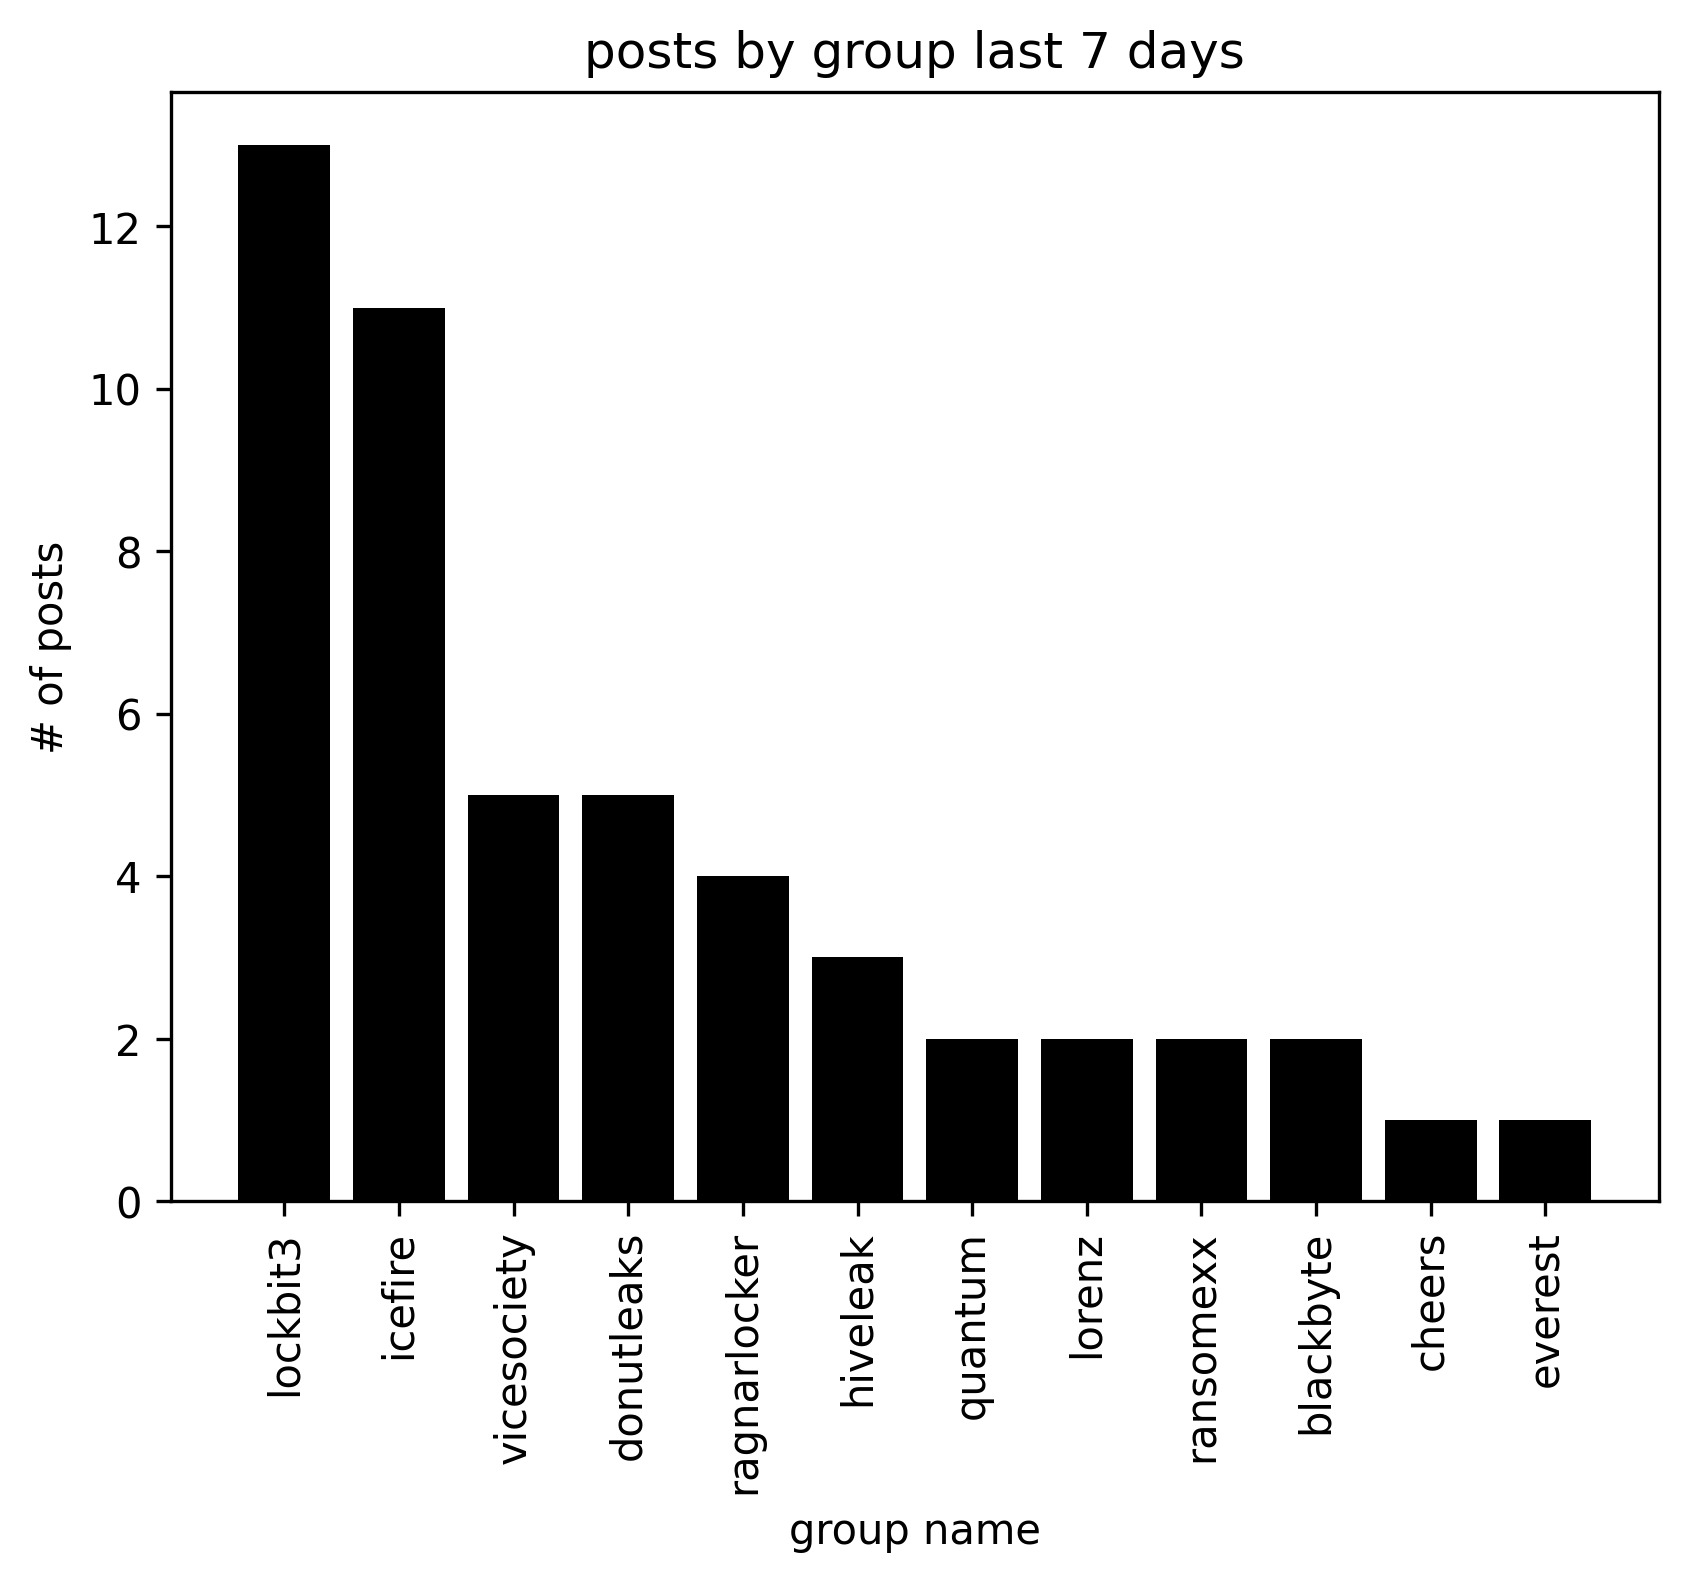 posts by group last 7 days
# of posts
12
10
8
6
4
2
0
lockbit3
icefire
vicesociety
donutleaks
ragnarlocker
hiveleak
quantum
lorenz
ransomexx
blackbyte
cheers
everest
group name